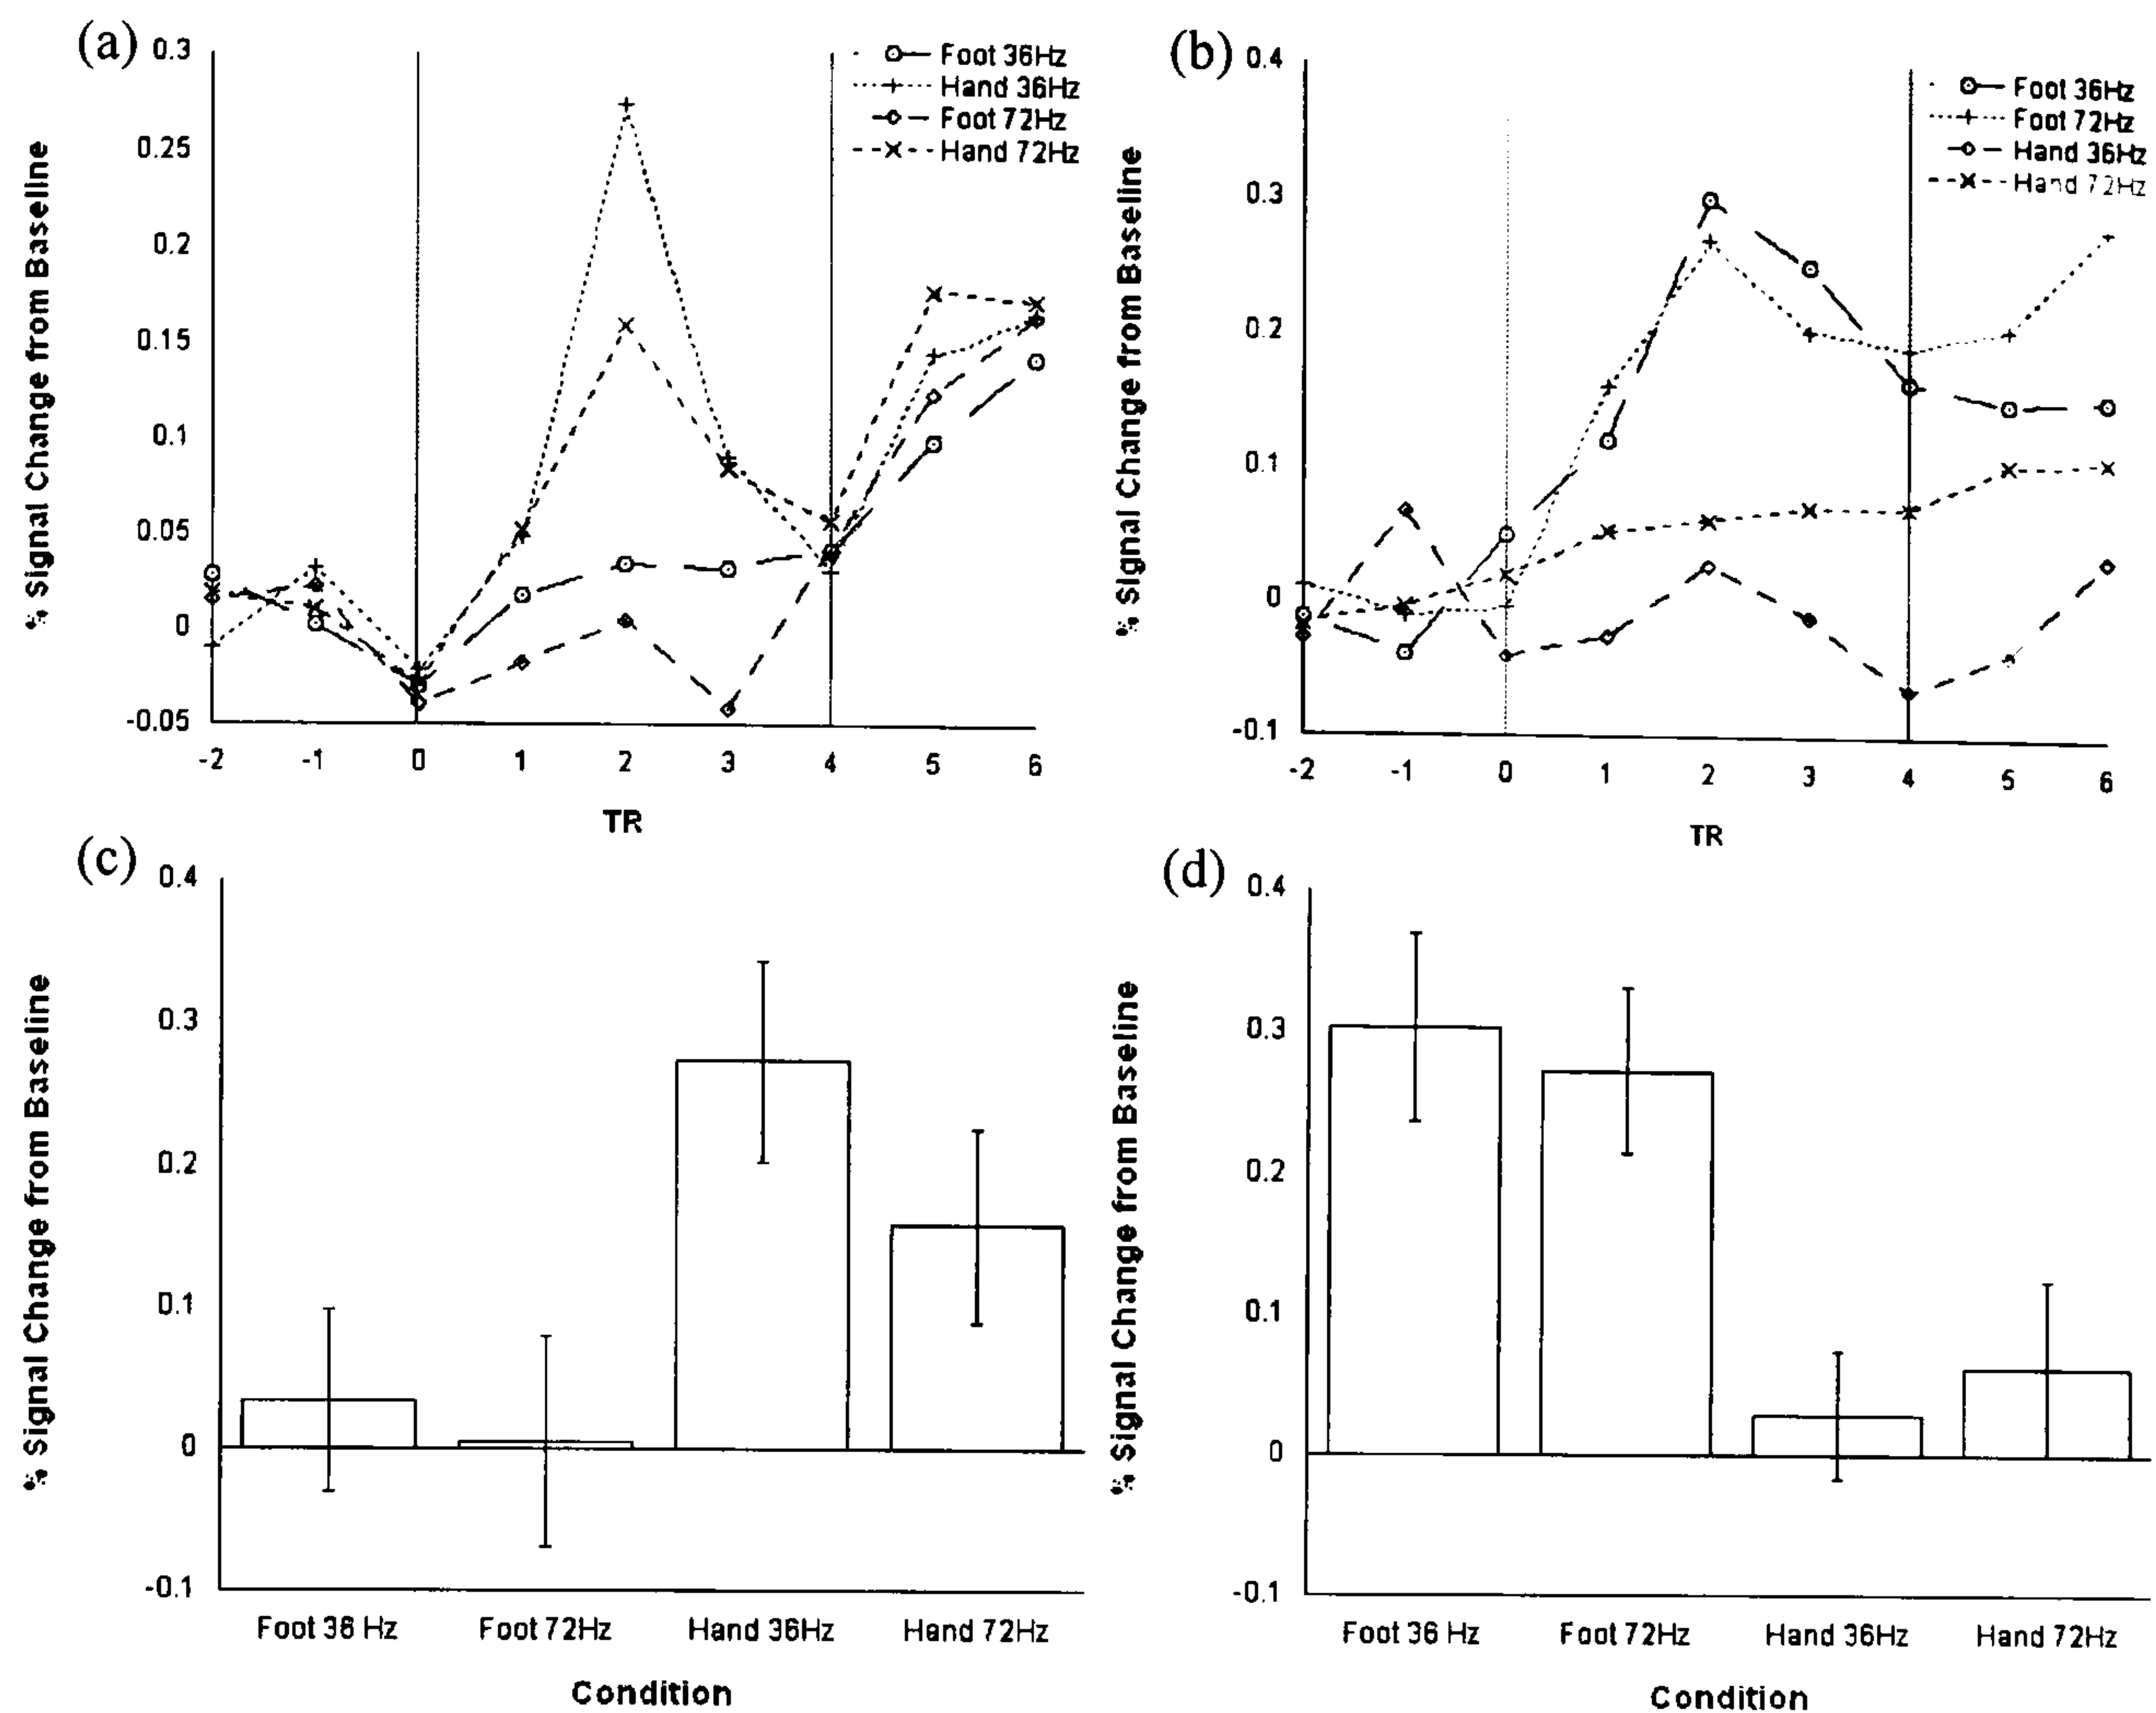 (a)
% Signal Change from Baseline
0.3
0.25
0.2
0.15
0.1
0.05
0
-0.05
-2 -1 0 1 2 3 4 5 6
TR
Foot 36Hz
Hand 36Hz
Foot 72Hz
Hand 72Hz
(b)
% Signal Change from Baseline
0.4
0.3
0.2
0.1
0
-0.1
-2 -1 0 1 2 3 4 5 6
TR
Foot 36Hz
Foot 72Hz
Hand 36Hz
Hand 72Hz
(c)
% Signal Change from Baseline
0.4
0.3
0.2
0.1
0
-0.1
Foot 36 Hz Foot 72Hz Hand 36Hz Hand 72Hz
Condition
(d)
% Signal Change from Baseline
0.4
0.3
0.2
0.1
0
-0.1
Foot 36 Hz Foot 72Hz Hand 36Hz Hand 72Hz
Condition